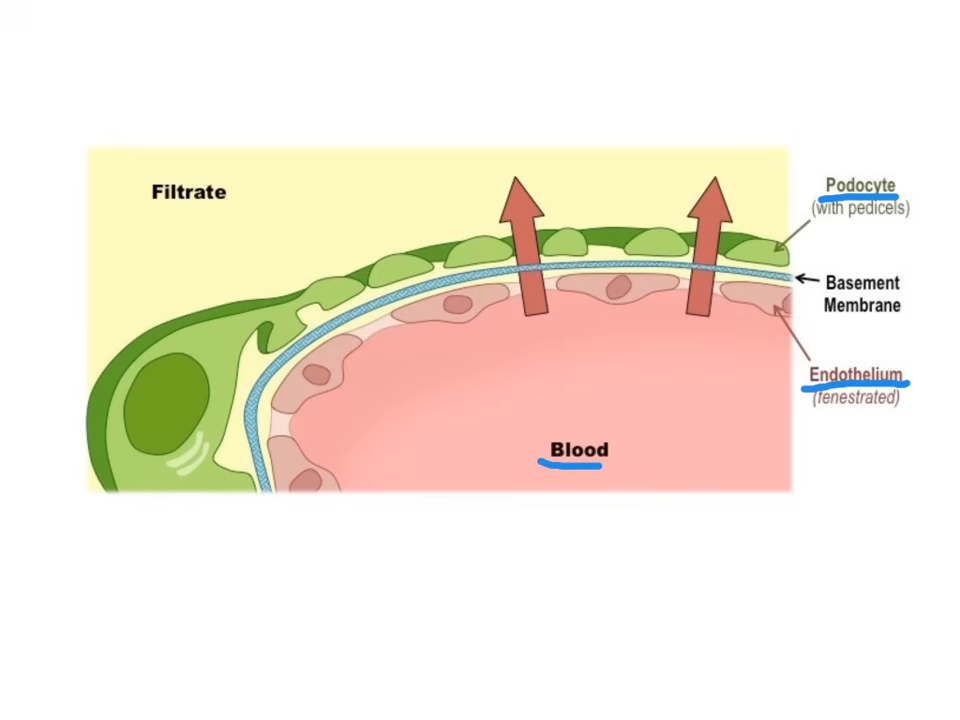 Filtrate
Podocyte
(with pedicels)
Basement
Membrane
Endothelium
(fenestrated)
Blood